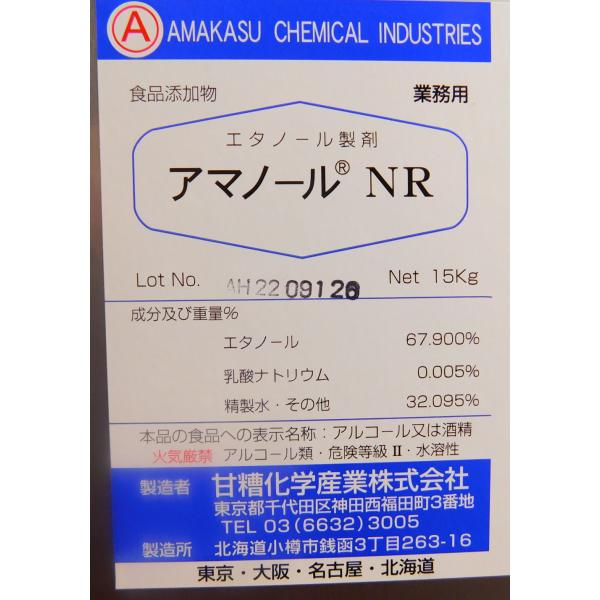 A AMAKASU CHEMICAL INDUSTRIES
食品添加物 業務用
エタノール製剤
アマノール® NR
Lot No. AH22 091126 Net 15Kg
成分及び重量%
エタノール 67.900%
乳酸ナトリウム 0.005%
精製水・その他 32.095%
本品の食品への表示名称：アルコール又は酒精
火気厳禁 アルコール類・危険等級 II・水溶性
製造者 甘糟化学産業株式会社
東京都千代田区神田西福田町3番地
TEL 03(6632)3005
製造所 北海道小樽市銭函3丁目263-16
東京・大阪・名古屋・北海道